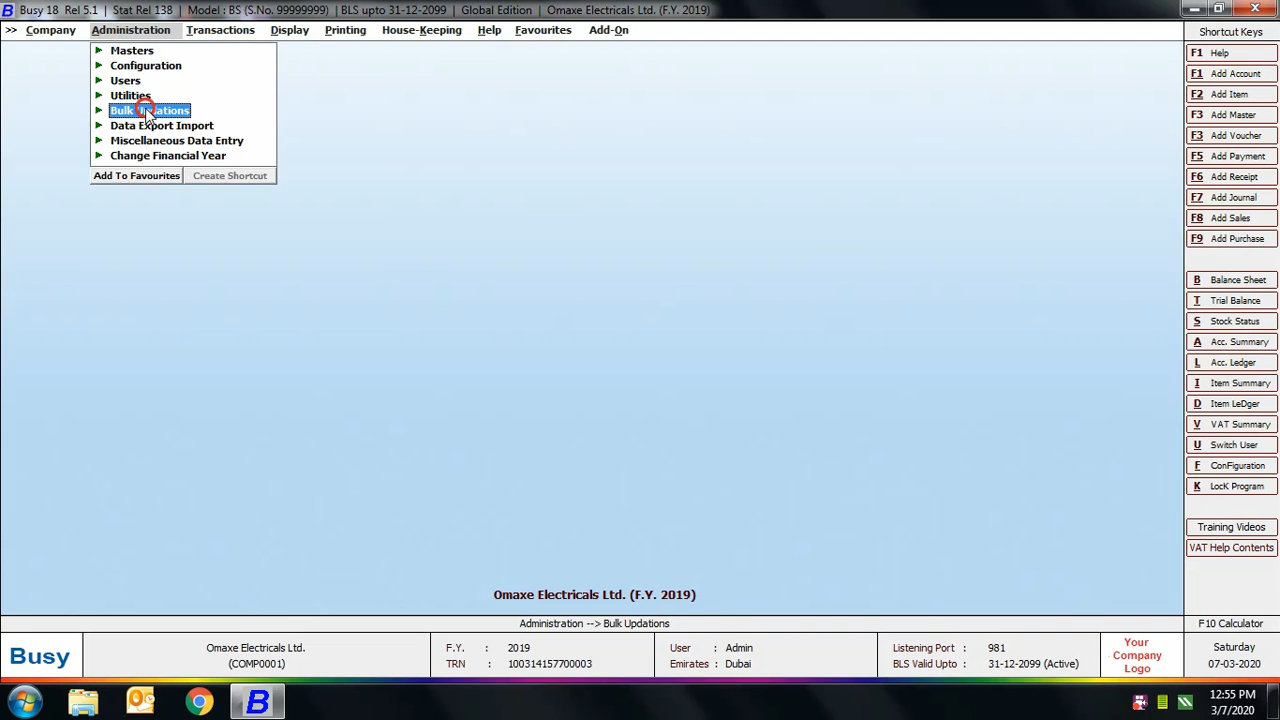 Busy 18 Rel 5.1 | Stat Rel 138 | Model : BS (S.No. 99999999) | BLS upto 31-12-2099 | Global Edition | Omaxe Electricals Ltd. (F.Y. 2019)
>> Company Administration Transactions Display Printing House-Keeping Help Favourites Add-On
Masters
Configuration
Users
Utilities
Bulk Updations
Data Export Import
Miscellaneous Data Entry
Change Financial Year
Add To Favourites Create Shortcut
Shortcut Keys
F1 Help
F1 Add Account
F2 Add Item
F3 Add Master
F3 Add Voucher
F5 Add Payment
F6 Add Receipt
F7 Add Journal
F8 Add Sales
F9 Add Purchase
B Balance Sheet
T Trial Balance
S Stock Status
A Acc. Summary
L Acc. Ledger
I Item Summary
D Item LeDger
V VAT Summary
U Switch User
F ConFiguration
K LocK Program
Training Videos
VAT Help Contents
Omaxe Electricals Ltd. (F.Y. 2019)
Administration --> Bulk Updations
F10 Calculator
Busy
Omaxe Electricals Ltd.
(COMP0001)
F.Y. : 2019
TRN : 100314157700003
User : Admin
Emirates : Dubai
Listening Port : 981
BLS Valid Upto : 31-12-2099 (Active)
Your
Company
Logo
Saturday
07-03-2020
12:55 PM
3/7/2020